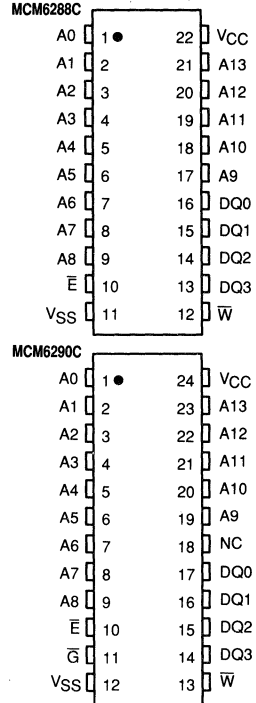 MCM6288C
A0 1 22 VCC
A1 2 21 A13
A2 3 20 A12
A3 4 19 A11
A4 5 18 A10
A5 6 17 A9
A6 7 16 DQ0
A7 8 15 DQ1
A8 9 14 DQ2
E̅ 10 13 DQ3
VSS 11 12 W̅
MCM6290C
A0 1 24 VCC
A1 2 23 A13
A2 3 22 A12
A3 4 21 A11
A4 5 20 A10
A5 6 19 A9
A6 7 18 NC
A7 8 17 DQ0
A8 9 16 DQ1
E̅ 10 15 DQ2
G̅ 11 14 DQ3
VSS 12 13 W̅